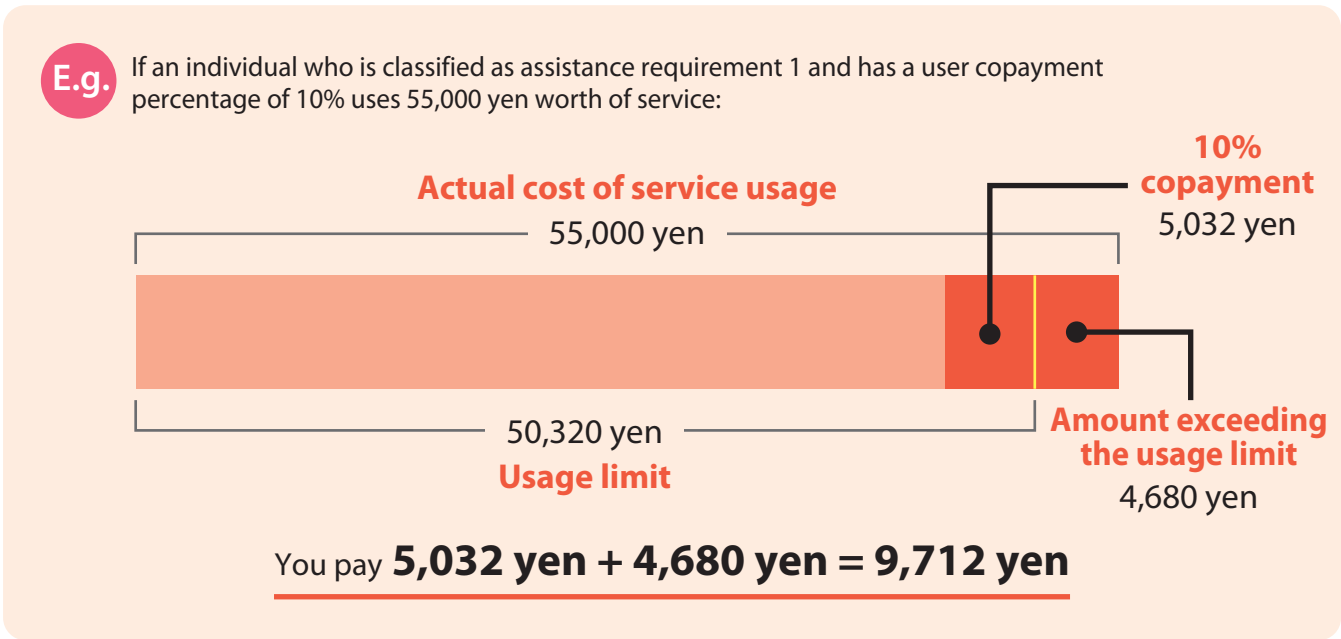 E.g.
If an individual who is classified as assistance requirement 1 and has a user copayment
percentage of 10% uses 55,000 yen worth of service:
10%
copayment
5,032 yen
Actual cost of service usage
55,000 yen
50,320 yen
Usage limit
Amount exceeding
the usage limit
4,680 yen
You pay 5,032 yen + 4,680 yen = 9,712 yen